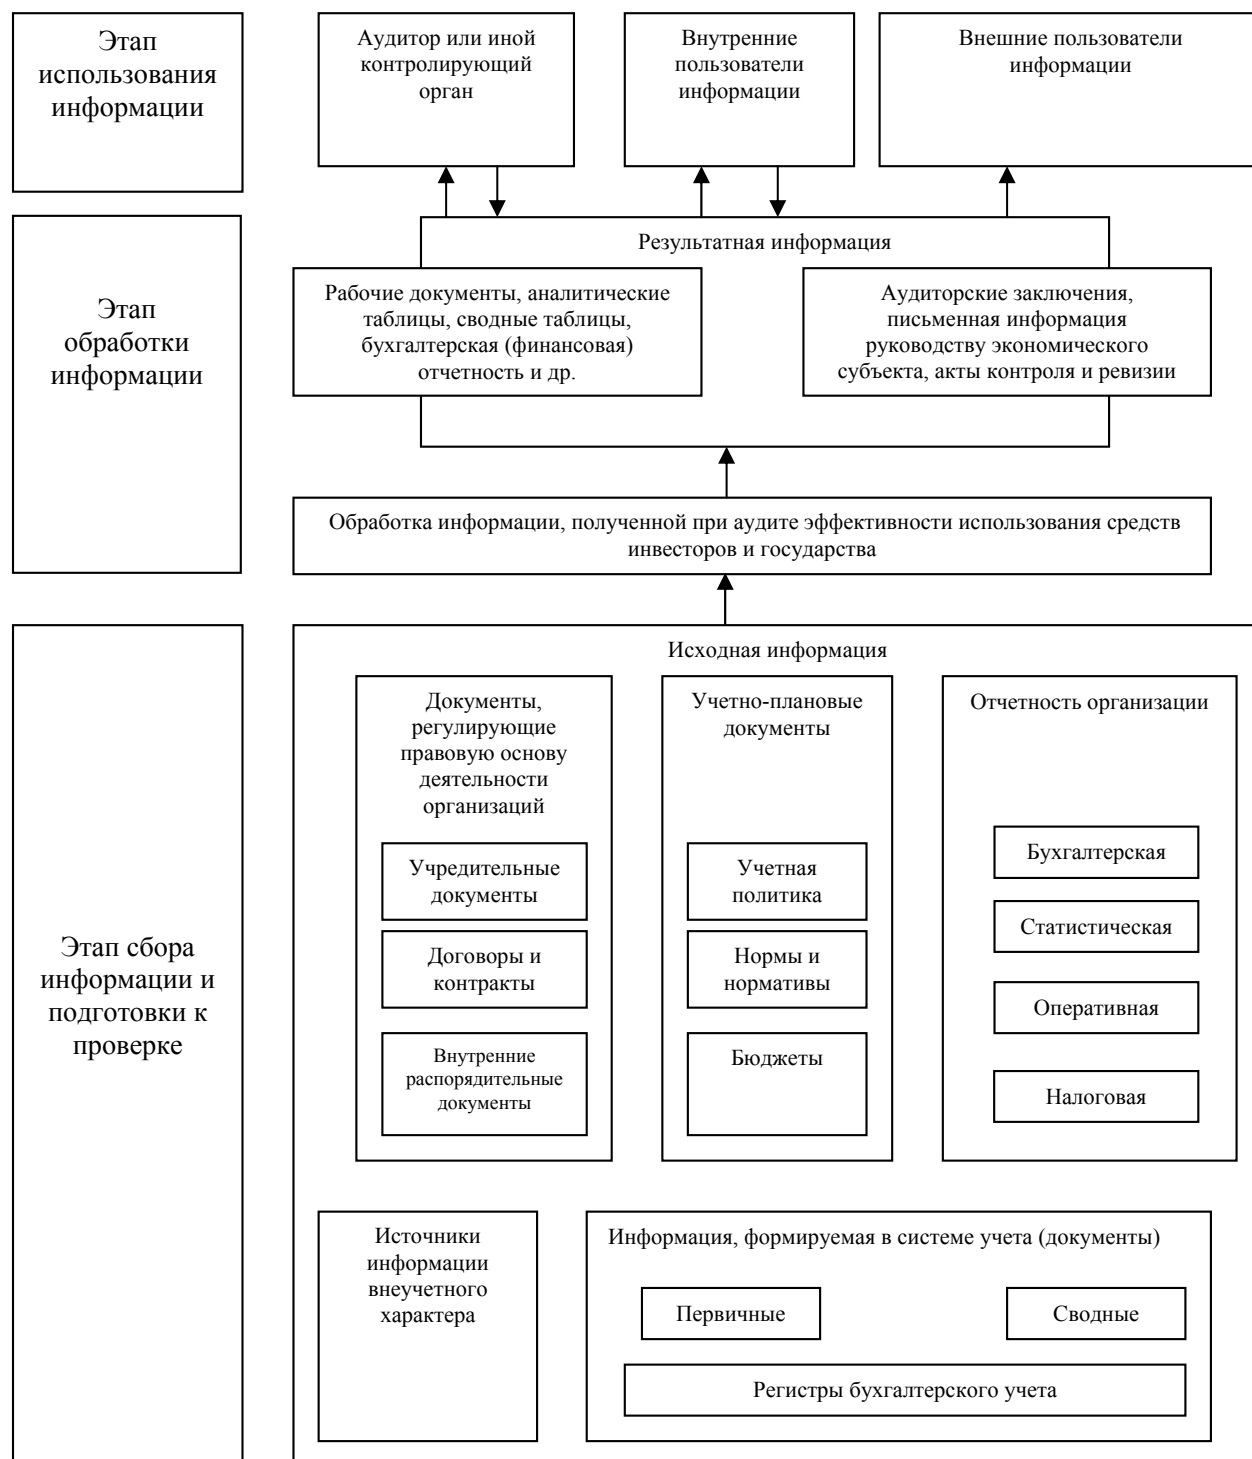 Этап
использования
информации
Аудитор или иной
контролирующий
орган
Внутренние
пользователи
информации
Внешние пользователи
информации
Этап
обработки
информации
Результатная информация
Рабочие документы, аналитические
таблицы, сводные таблицы,
бухгалтерская (финансовая)
отчетность и др.
Аудиторские заключения,
письменная информация
руководству экономического
субъекта, акты контроля и ревизии
Обработка информации, полученной при аудите эффективности использования средств
инвесторов и государства
Этап сбора
информации и
подготовки к
проверке
Исходная информация
Документы,
регулирующие
правовую основу
деятельности
организаций
Учредительные
документы
Договоры и
контракты
Внутренние
распорядительные
документы
Учетно-плановые
документы
Учетная
политика
Нормы и
нормативы
Бюджеты
Отчетность организации
Бухгалтерская
Статистическая
Оперативная
Налоговая
Источники
информации
внеучетного
характера
Информация, формируемая в системе учета (документы)
Первичные
Сводные
Регистры бухгалтерского учета